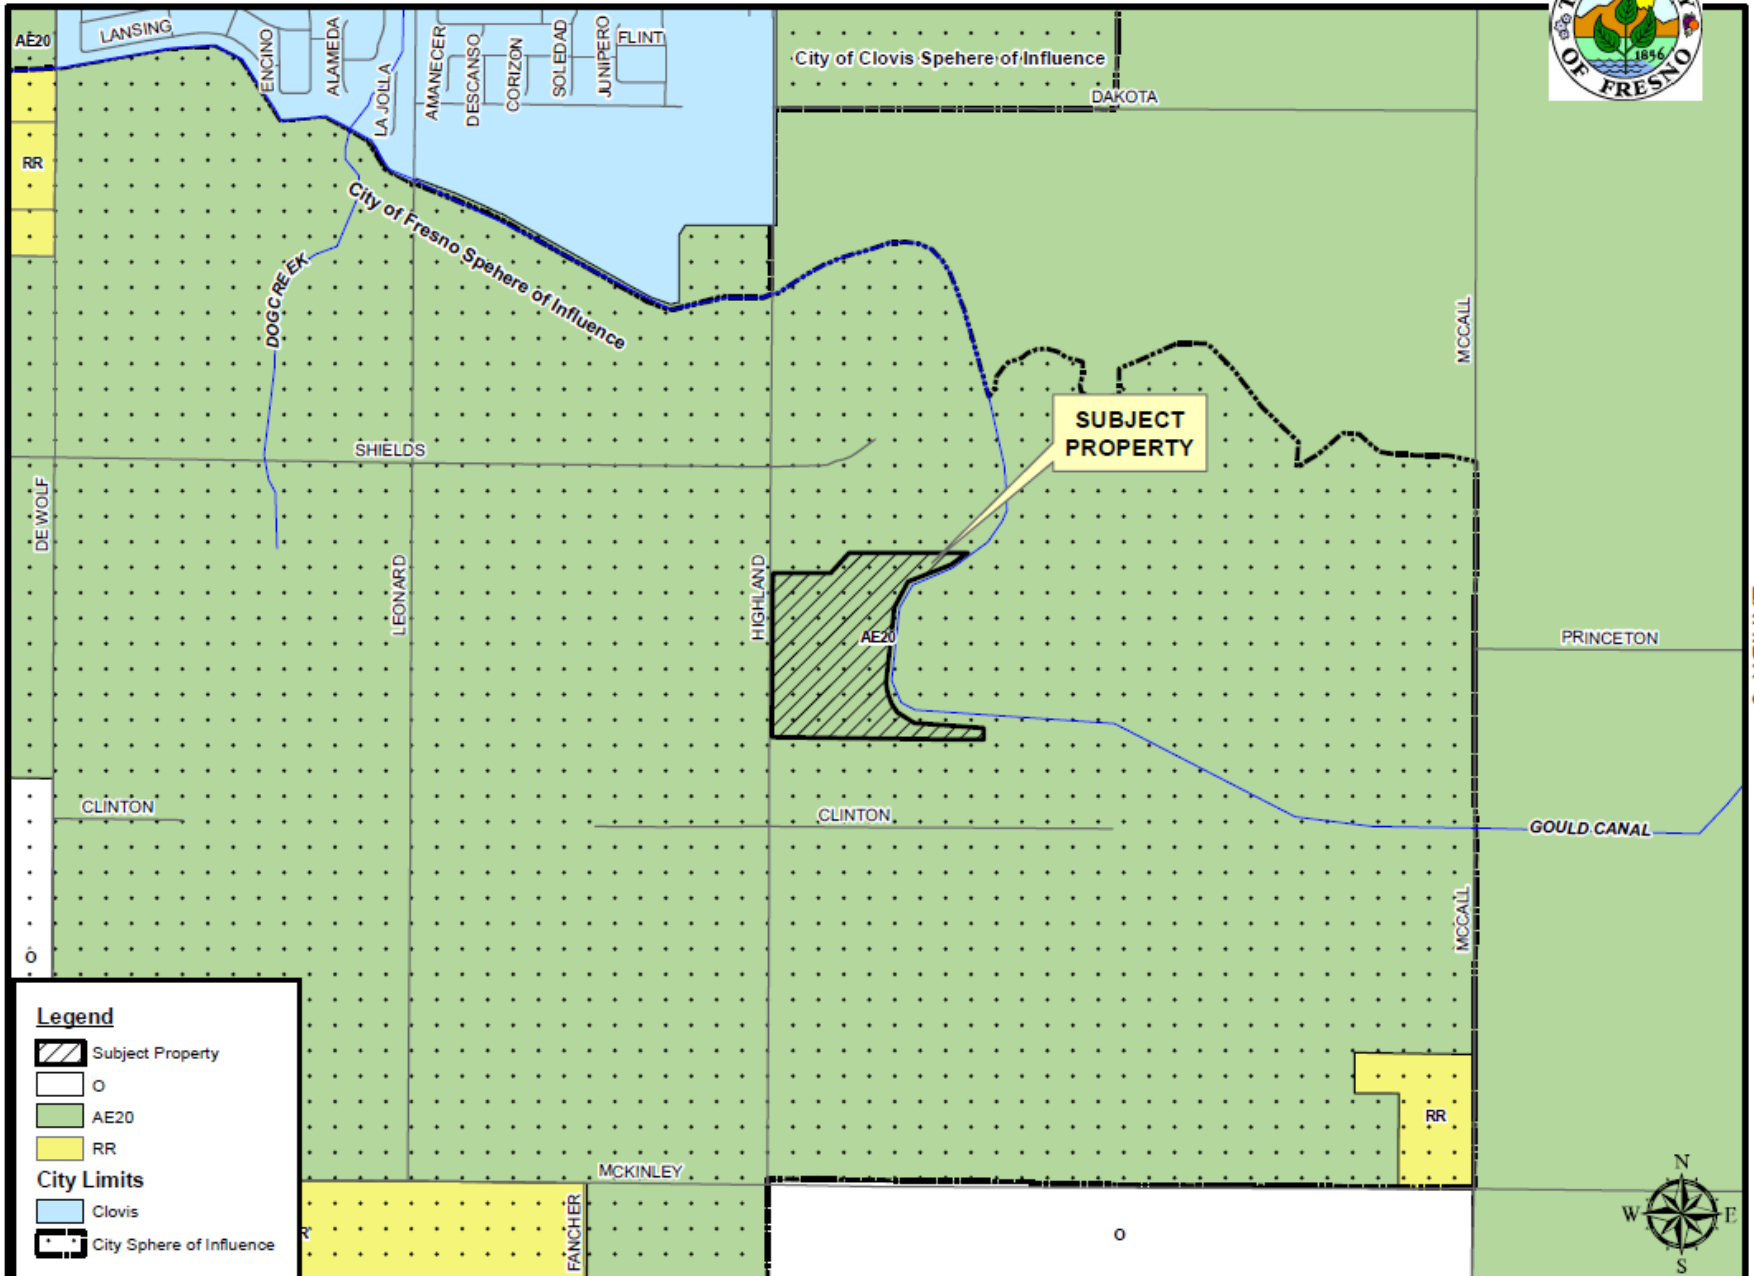 AE20
LANSING
ENCINO
ALAMEDA
LA JOLLA
AMANECER
DESCANSO
CORIZON
SOLEDAD
JUNIPERO
FLINT
City of Clovis Spehere of Influence
DAKOTA
OF FRESNO
1856
RR
City of Fresno Spehere of Influence
DOG CREEK
MCCALL
SUBJECT
PROPERTY
SHIELDS
DE WOLF
LEONARD
HIGHLAND
AE20
PRINCETON
CLINTON
CLINTON
GOULD CANAL
MCCALL
O
Legend
Subject Property
O
AE20
RR
City Limits
Clovis
City Sphere of Influence
MCKINLEY
FANCHER
RR
O
N
W
E
S